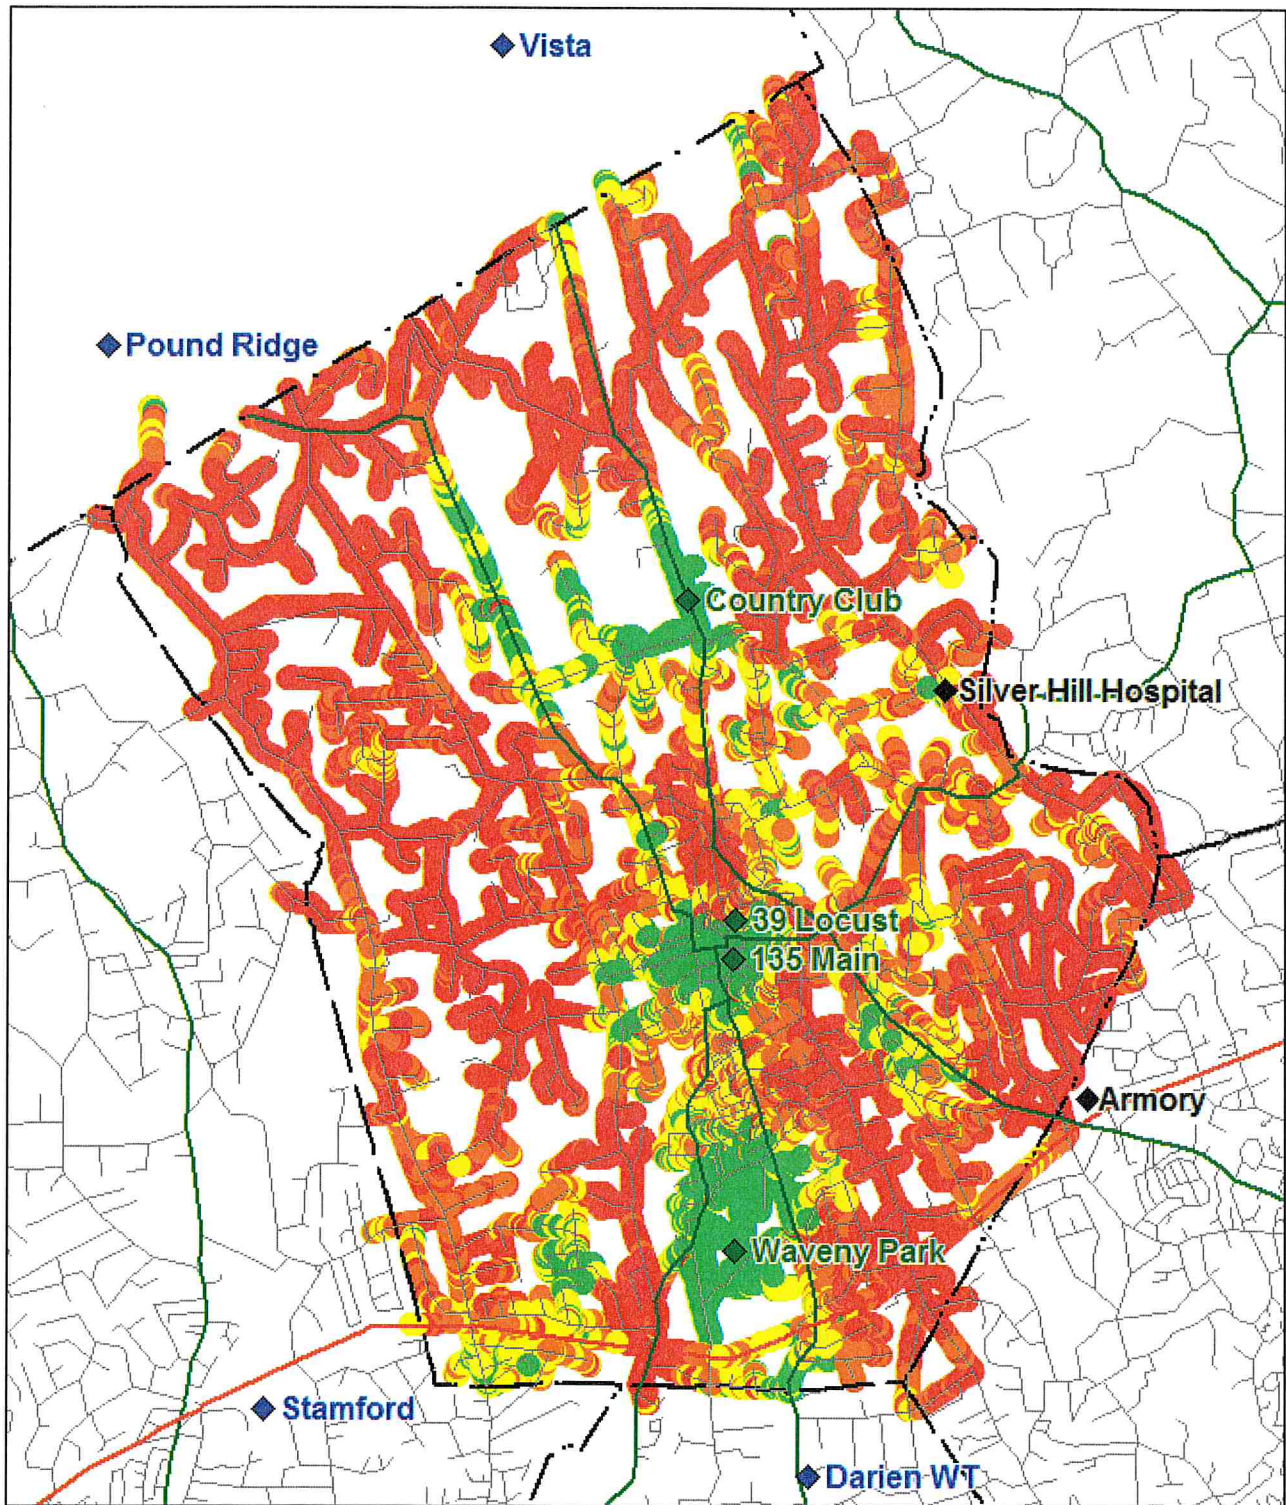 Vista
Pound Ridge
Country Club
Silver Hill Hospital
39 Locust
135 Main
Armory
Waveny Park
Stamford
Darien WT